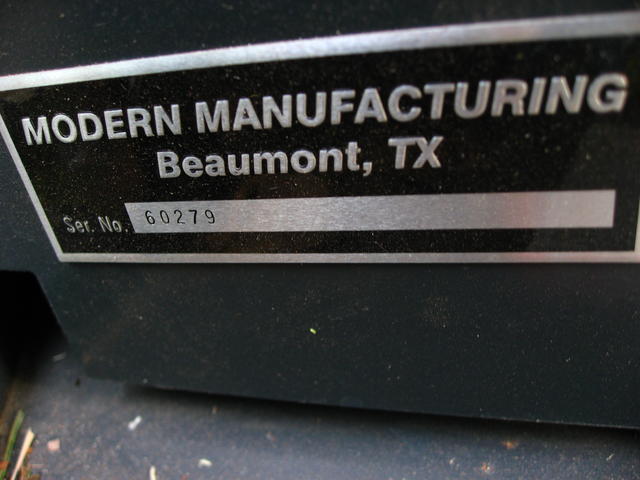 MODERN MANUFACTURING
Beaumont, TX
Ser. No. 60279